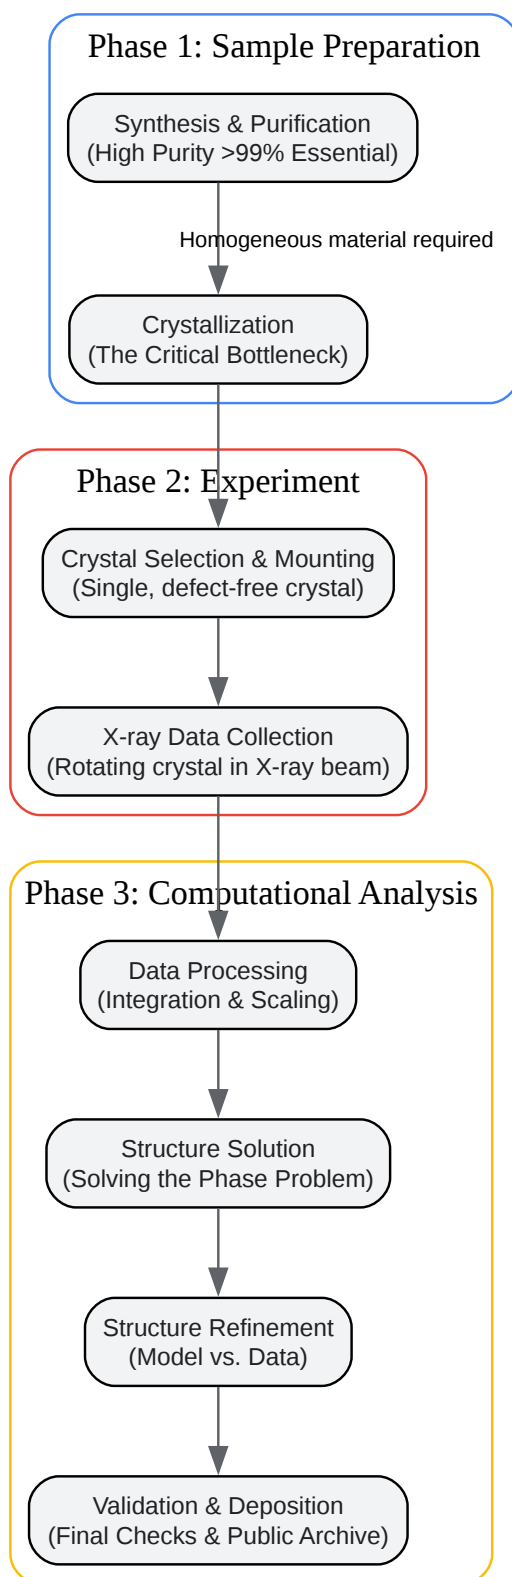 Phase 1: Sample Preparation
Synthesis & Purification
(High Purity >99% Essential)
Homogeneous material required
Crystallization
(The Critical Bottleneck)
Phase 2: Experiment
Crystal Selection & Mounting
(Single, defect-free crystal)
X-ray Data Collection
(Rotating crystal in X-ray beam)
Phase 3: Computational Analysis
Data Processing
(Integration & Scaling)
Structure Solution
(Solving the Phase Problem)
Structure Refinement
(Model vs. Data)
Validation & Deposition
(Final Checks & Public Archive)